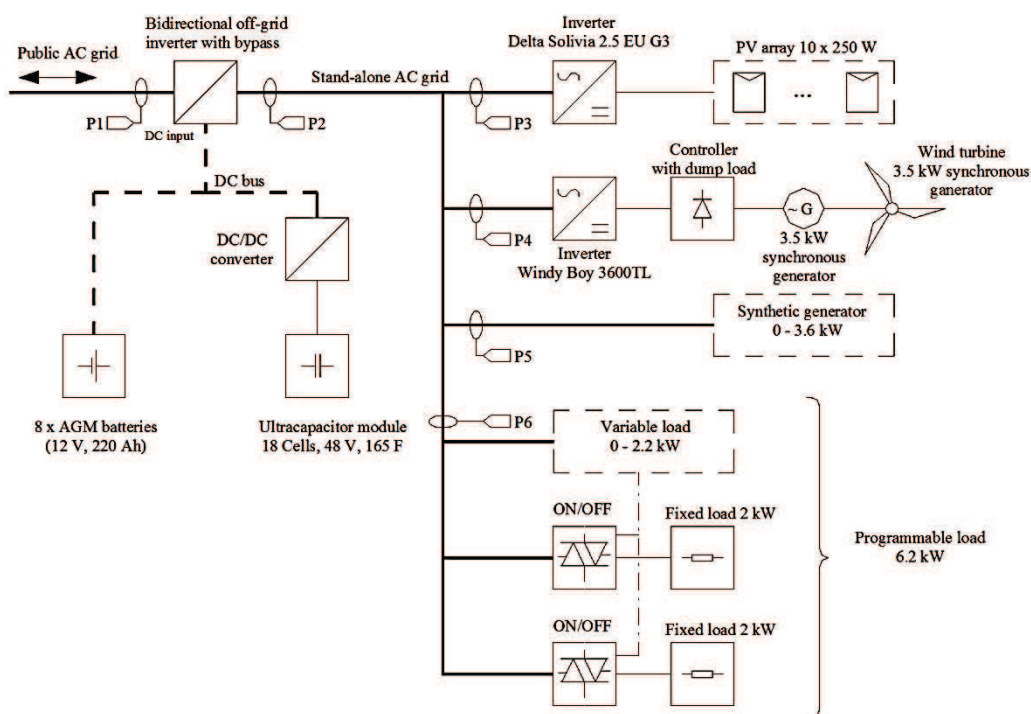 Public AC grid
Bidirectional off-grid
inverter with bypass
P1
DC input
P2
Stand-alone AC grid
Inverter
Delta Solivia 2.5 EU G3
PV array 10 x 250 W
...
P3
DC bus
DC/DC
converter
Controller
with dump load
Wind turbine
3.5 kW synchronous
ganerator
~ G
P4
Inverter
Windy Boy 3600TL
3.5 kW
synchronous
generator
Synthetic generator
0 - 3.6 kW
P5
8 x AGM batteries
(12 V, 220 Ah)
Ultracapacitor module
18 Cells, 48 V, 165 F
P6
Variable load
0 - 2.2 kW
ON/OFF
Fixed load 2 kW
Programmable load
6.2 kW
ON/OFF
Fixed load 2 kW